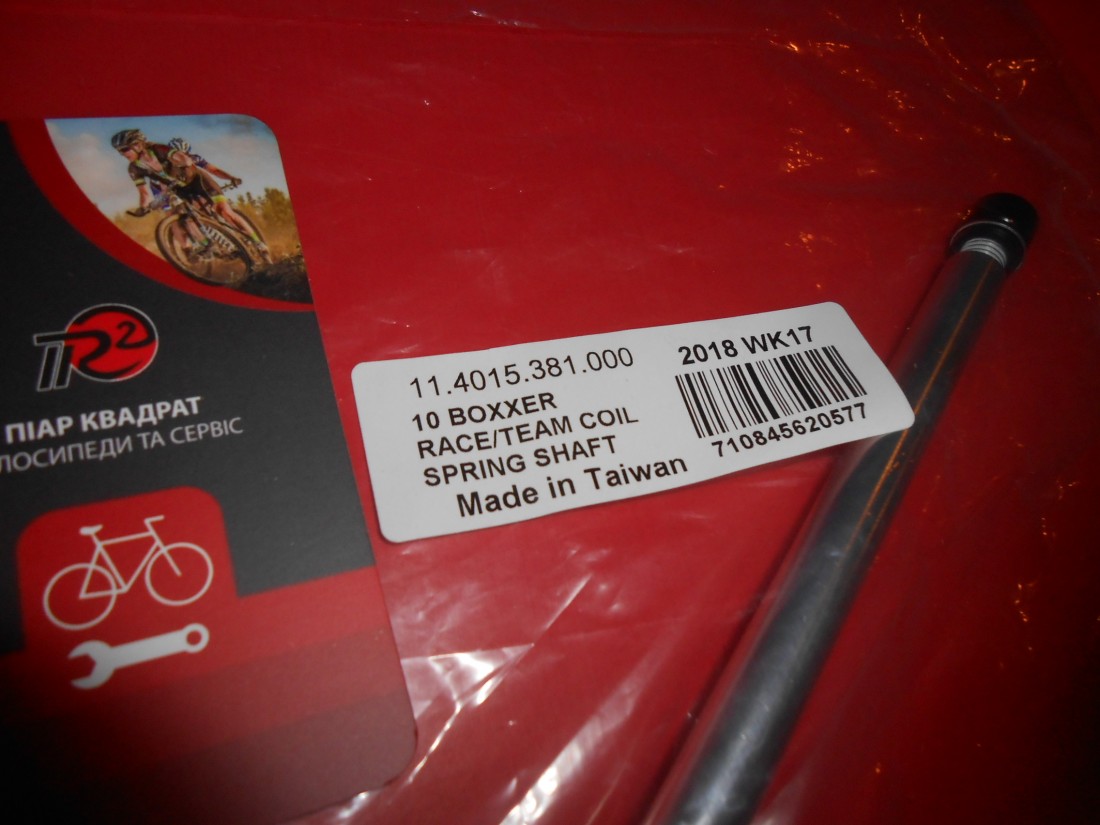 R2
ПІАР КВАДРАТ
ЛОСИПЕДИ ТА СЕРВІС
11.4015.381.000
10 BOXXER
RACE/TEAM COIL
SPRING SHAFT
Made in Taiwan
2018 WK17
710845620577